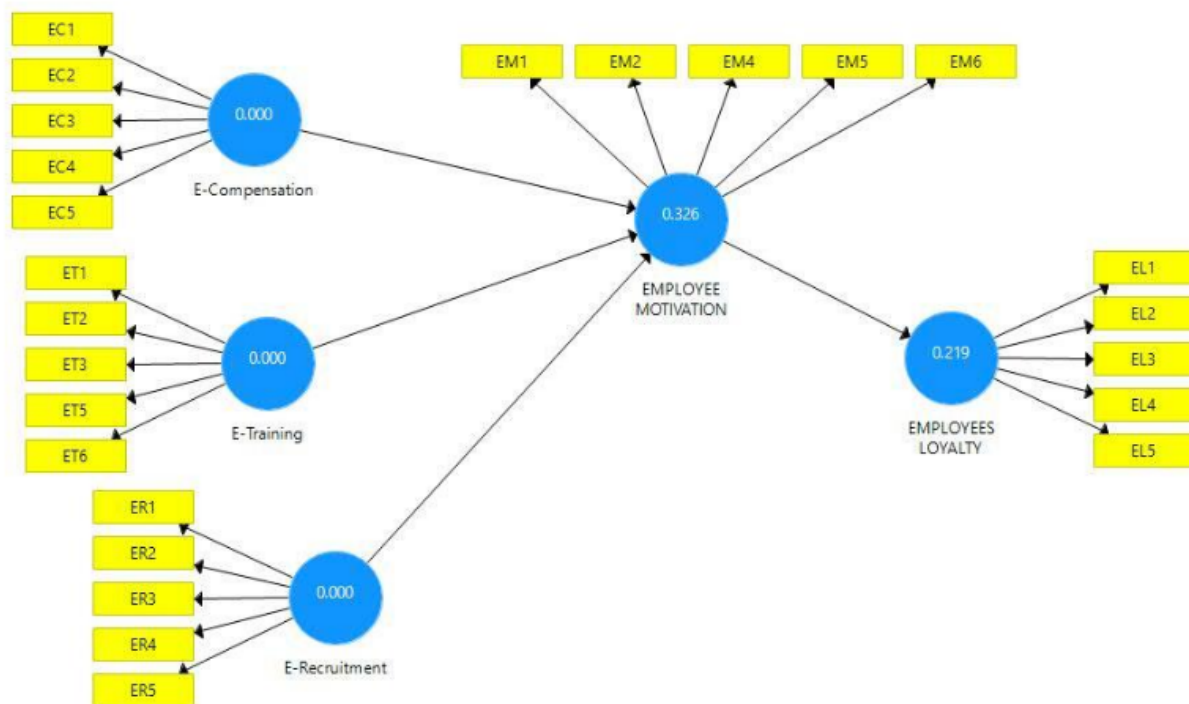 EC1
EC2
EC3
EC4
EC5
0.000
E-Compensation
EM1
EM2
EM4
EM5
EM6
0.326
EMPLOYEE
MOTIVATION
ET1
ET2
ET3
ET5
ET6
0.000
E-Training
EL1
EL2
EL3
EL4
EL5
0.219
EMPLOYEES
LOYALTY
ER1
ER2
ER3
ER4
ER5
0.000
E-Recruitment